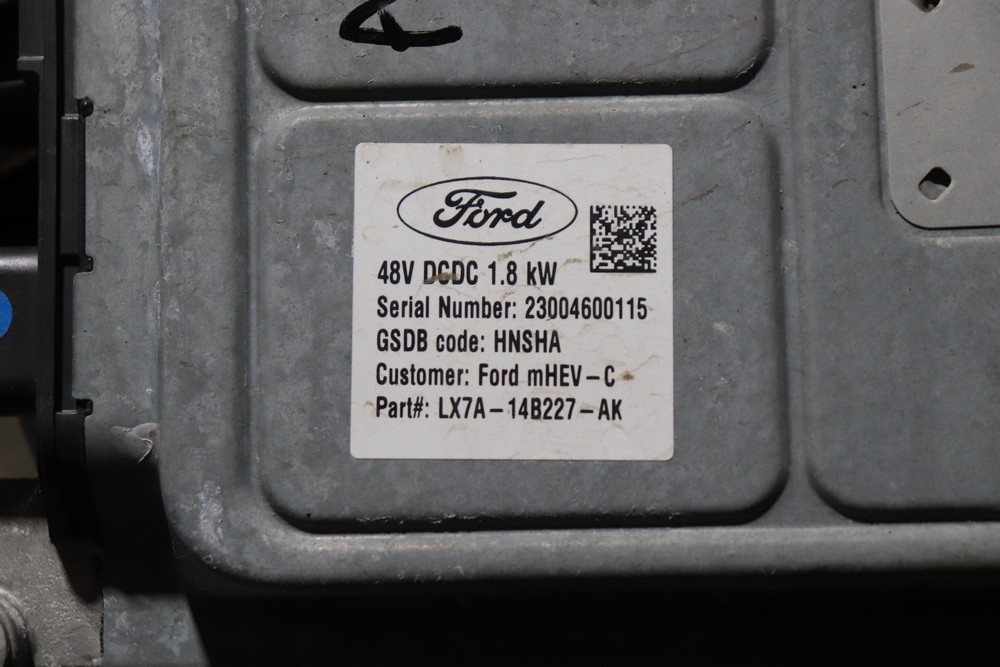 Ford
48V DCDC 1.8 kW
Serial Number: 23004600115
GSDB code: HNSHA
Customer: Ford mHEV-C
Part#: LX7A-14B227-AK